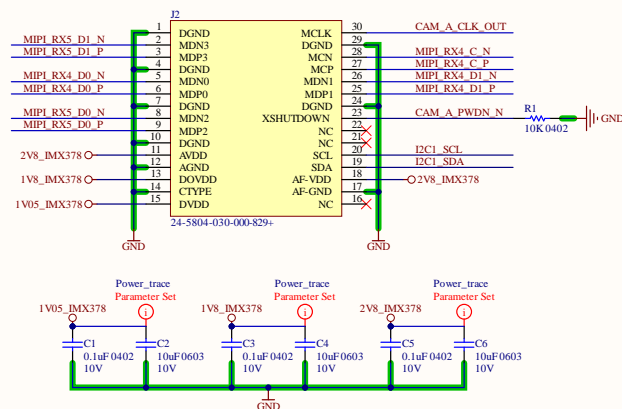 J2
1 DGND MCLK 30 CAM_A_CLK_OUT
MIPI_RX5_D1_N 2 MDN3 DGND 29
MIPI_RX5_D1_P 3 MDP3 MCN 28 MIPI_RX4_C_N
4 DGND MCP 27 MIPI_RX4_C_P
MIPI_RX4_D0_N 5 MDN0 MDN1 26 MIPI_RX4_D1_N
MIPI_RX4_D0_P 6 MDP0 MDP1 25 MIPI_RX4_D1_P
7 DGND DGND 24
MIPI_RX5_D0_N 8 MDN2 XSHUTDOWN 23 CAM_A_PWDN_N R1 GND
MIPI_RX5_D0_P 9 MDP2 NC 22 10K 0402
10 DGND NC 21
2V8_IMX378 11 AVDD SCL 20 I2C1_SCL
12 AGND SDA 19 I2C1_SDA
1V8_IMX378 13 DOVDD AF-VDD 18 2V8_IMX378
14 CTYPE AF-GND 17
1V05_IMX378 15 DVDD NC 16
24-5804-030-000-829+
GND GND
Power_trace Power_trace Power_trace
Parameter Set Parameter Set Parameter Set
1V05_IMX378 i 1V8_IMX378 i 2V8_IMX378 i
C1 C2 C3 C4 C5 C6
0.1uF 0402 10uF 0603 0.1uF 0402 10uF 0603 0.1uF 0402 10uF 0603
10V 10V 10V 10V 10V 10V
GND